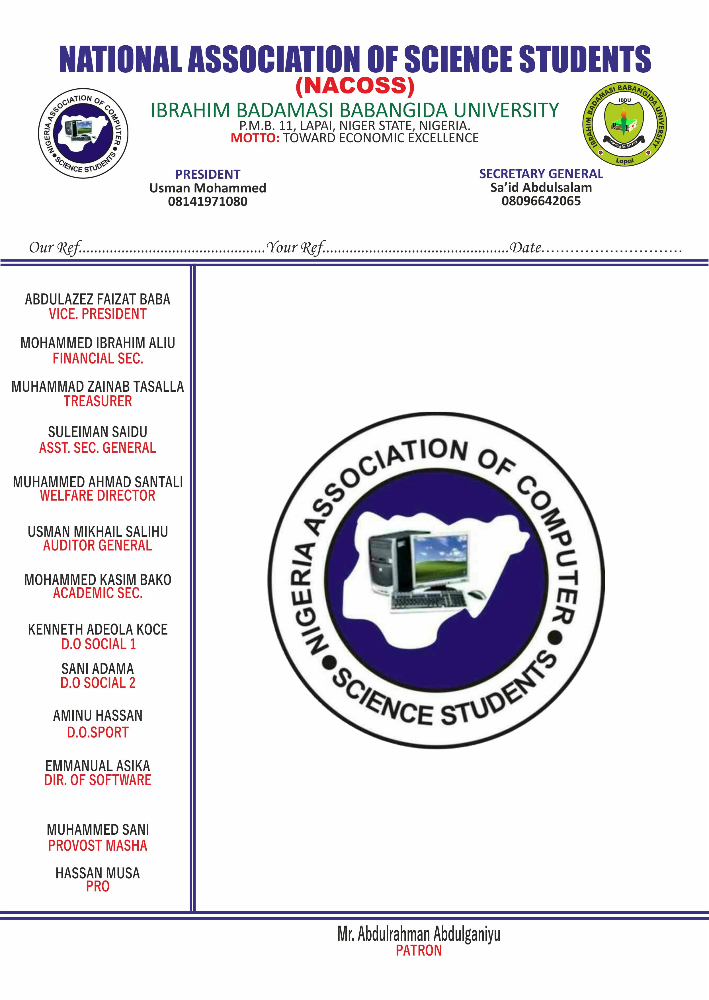 NATIONAL ASSOCIATION OF SCIENCE STUDENTS
(NACOSS)
IBRAHIM BADAMASI BABANGIDA UNIVERSITY
P.M.B. 11, LAPAI, NIGER STATE, NIGERIA.
MOTTO: TOWARD ECONOMIC EXCELLENCE
NIGERIA ASSOCIATION OF COMPUTER
SCIENCE STUDENTS
IBRAHIM BADAMASI BABANGIDA UNIVERSITY
IBBU
Learning for Service
Lapai
PRESIDENT
Usman Mohammed
08141971080
SECRETARY GENERAL
Sa’id Abdulsalam
08096642065
Our Ref................................................Your Ref................................................Date.............................
ABDULAZEZ FAIZAT BABA
VICE. PRESIDENT
MOHAMMED IBRAHIM ALIU
FINANCIAL SEC.
MUHAMMAD ZAINAB TASALLA
TREASURER
SULEIMAN SAIDU
ASST. SEC. GENERAL
MUHAMMED AHMAD SANTALI
WELFARE DIRECTOR
USMAN MIKHAIL SALIHU
AUDITOR GENERAL
MOHAMMED KASIM BAKO
ACADEMIC SEC.
KENNETH ADEOLA KOCE
D.O SOCIAL 1
SANI ADAMA
D.O SOCIAL 2
AMINU HASSAN
D.O.SPORT
EMMANUAL ASIKA
DIR. OF SOFTWARE
MUHAMMED SANI
PROVOST MASHA
HASSAN MUSA
PRO
NIGERIA ASSOCIATION OF COMPUTER
SCIENCE STUDENTS
Mr. Abdulrahman Abdulganiyu
PATRON